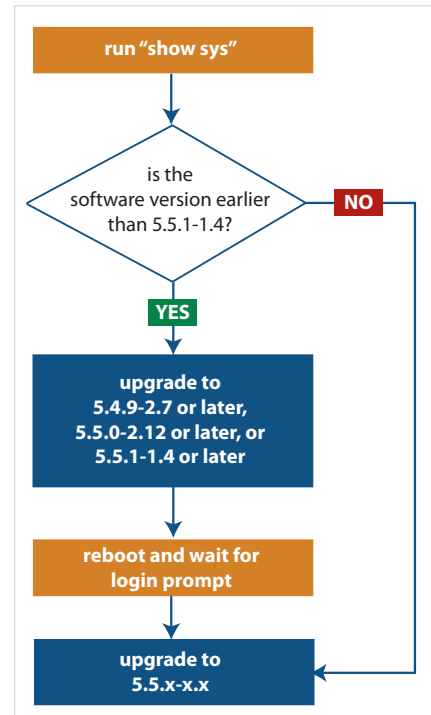 run “show sys”
is the
software version earlier
than 5.5.1-1.4?
NO
YES
upgrade to
5.4.9-2.7 or later,
5.5.0-2.12 or later, or
5.5.1-1.4 or later
reboot and wait for
login prompt
upgrade to
5.5.x-x.x